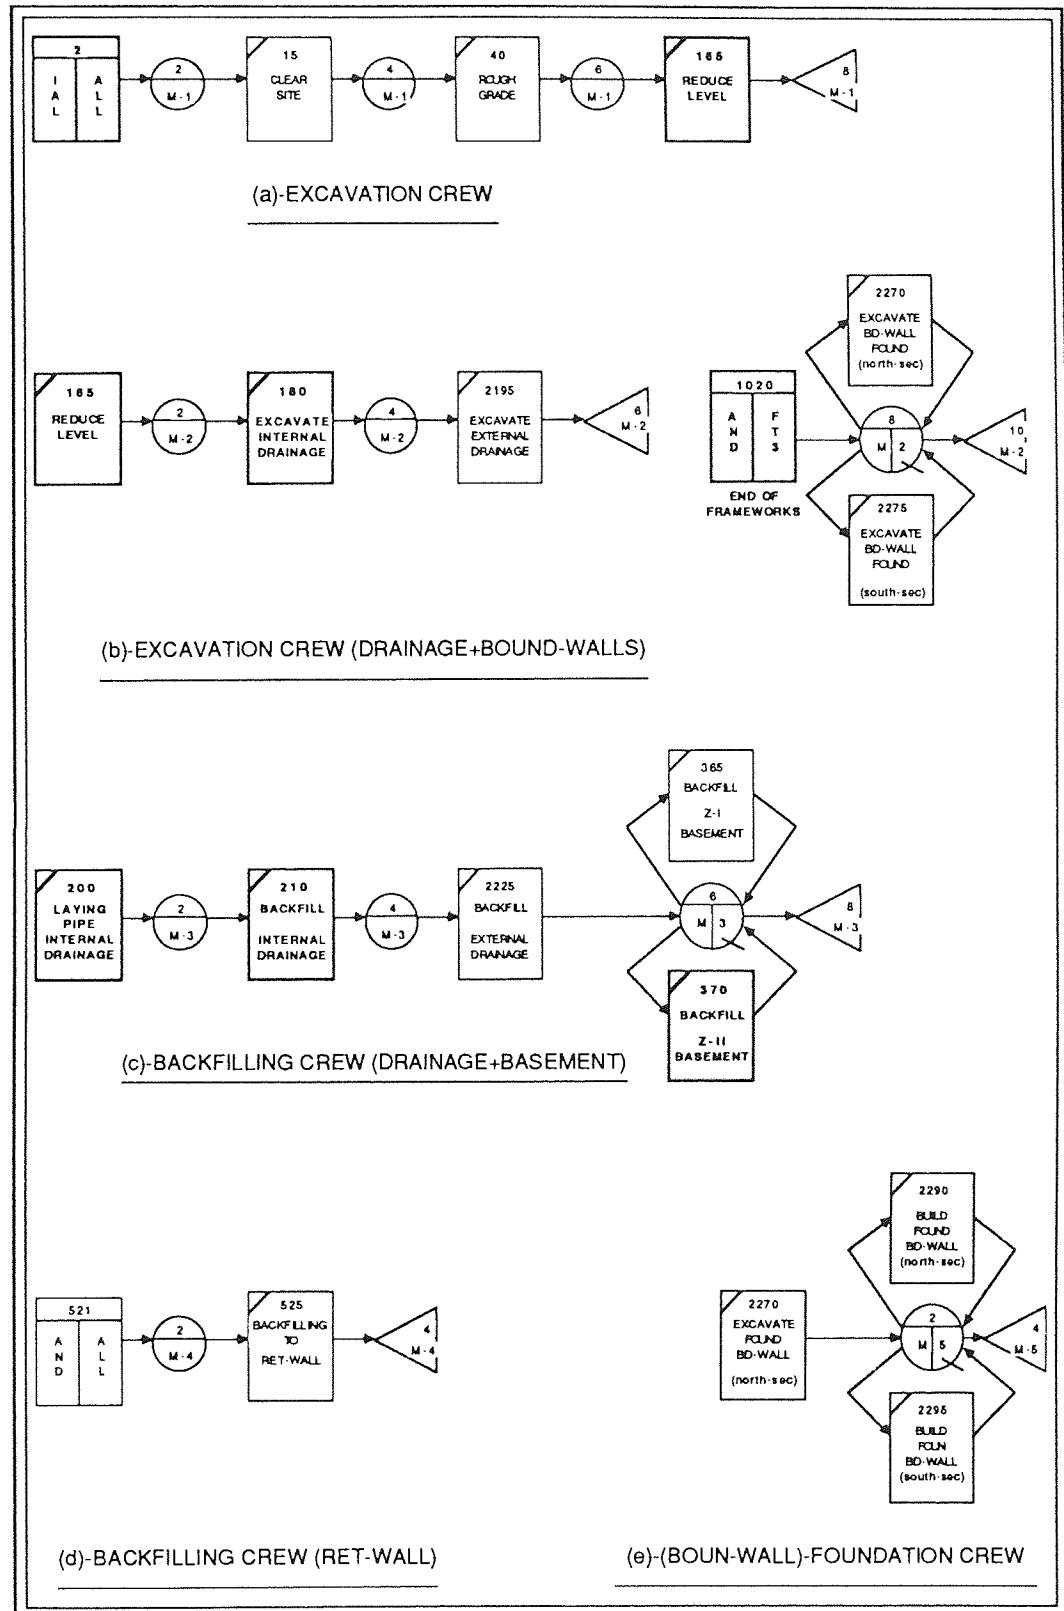 2
I A L
A L L
2
M-1
15
CLEAR
SITE
4
M-1
40
ROUGH
GRADE
6
M-1
165
REDUCE
LEVEL
8
M-1
(a)-EXCAVATION CREW
165
REDUCE
LEVEL
2
M-2
180
EXCAVATE
INTERNAL
DRAINAGE
4
M-2
2195
EXCAVATE
EXTERNAL
DRAINAGE
6
M-2
1020
A N D
F T 3
END OF
FRAMEWORKS
2270
EXCAVATE
BD-WALL
FOUND
(north-sec)
8
M 2
10
M-2
2275
EXCAVATE
BD-WALL
FOUND
(south-sec)
(b)-EXCAVATION CREW (DRAINAGE+BOUND-WALLS)
200
LAYING
PIPE
INTERNAL
DRAINAGE
2
M-3
210
BACKFILL
INTERNAL
DRAINAGE
4
M-3
2225
BACKFILL
EXTERNAL
DRAINAGE
365
BACKFILL
Z-I
BASEMENT
6
M 3
8
M-3
370
BACKFILL
Z-II
BASEMENT
(c)-BACKFILLING CREW (DRAINAGE+BASEMENT)
521
A N D
A L L
2
M-4
525
BACKFILLING
TO
RET-WALL
4
M-4
(d)-BACKFILLING CREW (RET-WALL)
2270
EXCAVATE
FOUND
BD-WALL
(north-sec)
2290
BUILD
FOUND
BD-WALL
(north-sec)
2
M 5
4
M-5
2295
BUILD
FOUN
BD-WALL
(south-sec)
(e)-(BOUN-WALL)-FOUNDATION CREW